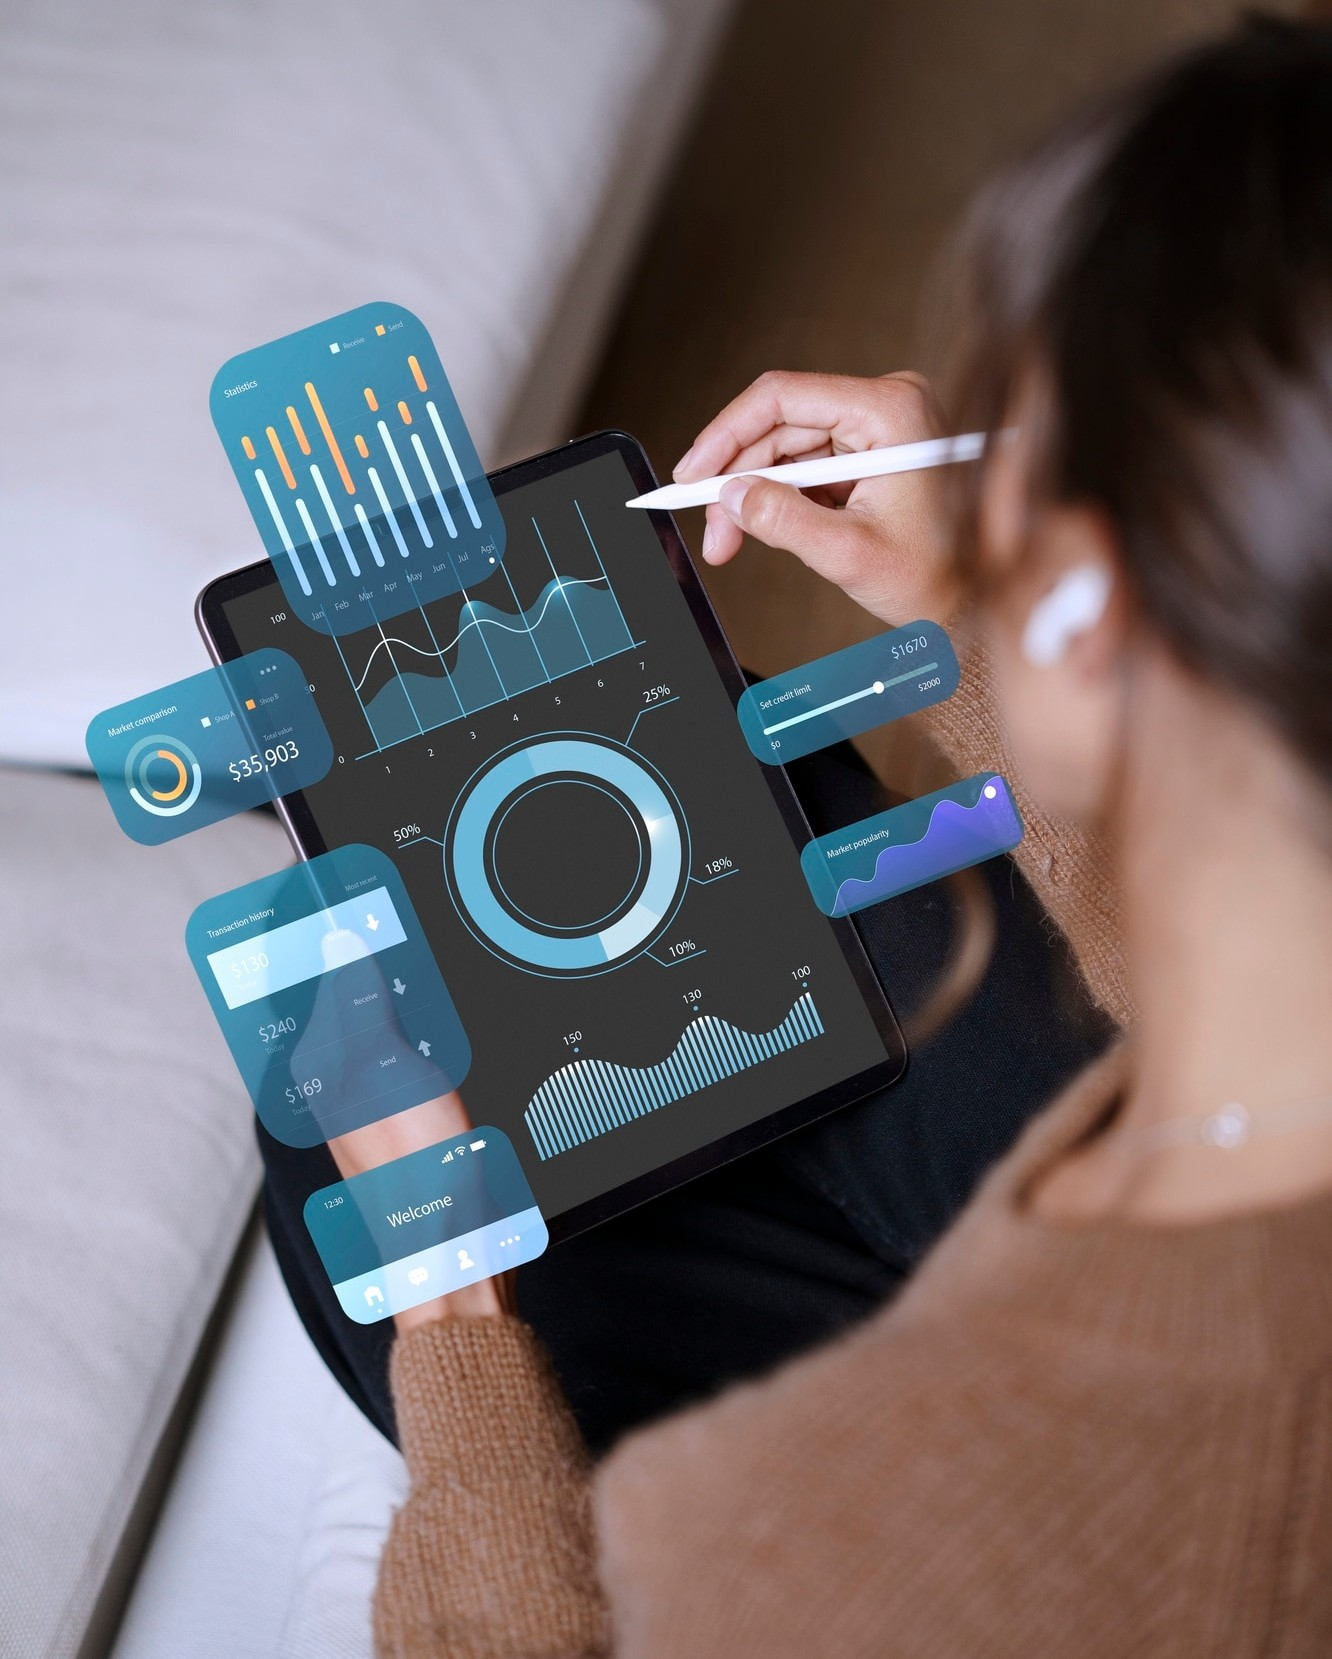 Receive
Send
Statistics
Jan
Feb
Mar
Apr
May
Jun
Jul
Ags
100
0
1
2
3
4
5
6
7
Market comparison
Shop A
Shop B
Total value
$35,903
$1670
Set credit limit
$0
$2000
Market popularity
25%
50%
18%
10%
Transaction history
Most recent
$130
$240
Today
Receive
$169
Today
Send
150
130
100
12:30
Welcome